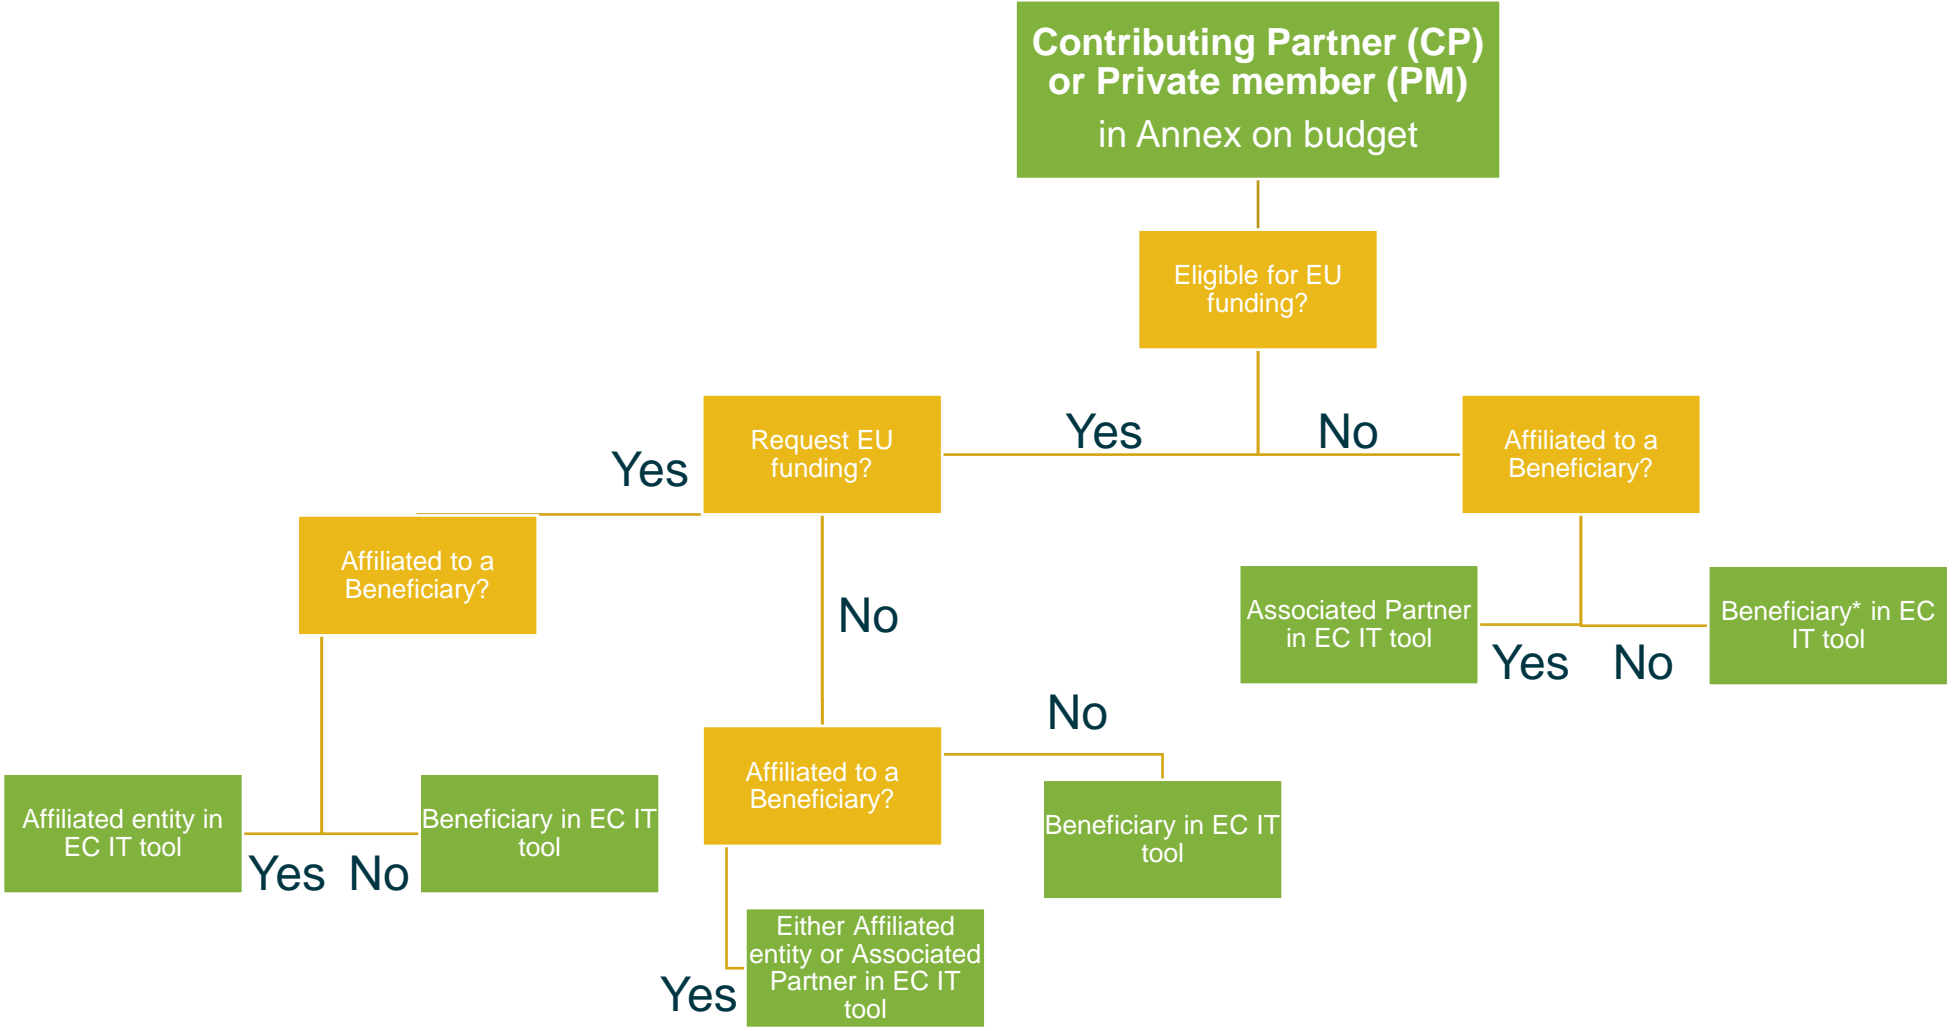 Contributing Partner (CP)
or Private member (PM)
in Annex on budget
Eligible for EU
funding?
Yes
No
Request EU
funding?
Affiliated to a
Beneficiary?
Yes
Affiliated to a
Beneficiary?
No
Associated Partner
in EC IT tool
Beneficiary* in EC
IT tool
Yes
No
No
Affiliated to a
Beneficiary?
Affiliated entity in
EC IT tool
Beneficiary in EC IT
tool
Beneficiary in EC IT
tool
Yes
No
Either Affiliated
entity or Associated
Partner in EC IT
tool
Yes